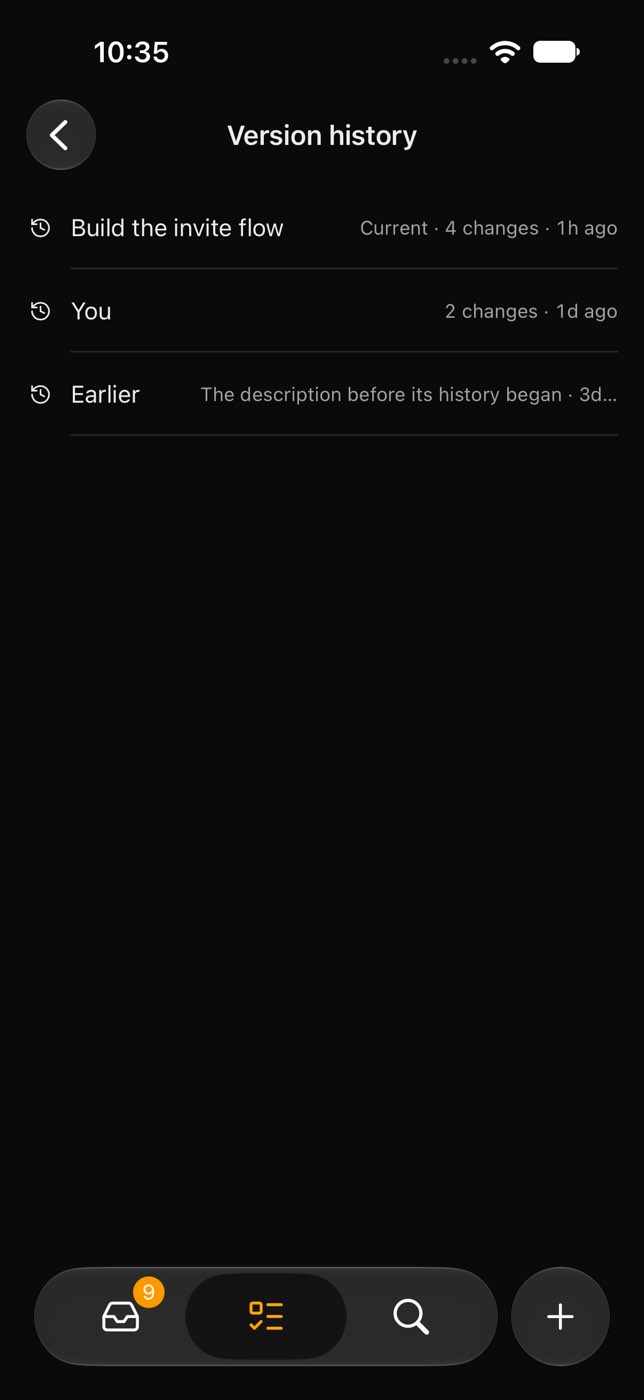 10:35
Version history
Build the invite flow Current · 4 changes · 1h ago
You 2 changes · 1d ago
Earlier The description before its history began · 3d…
9